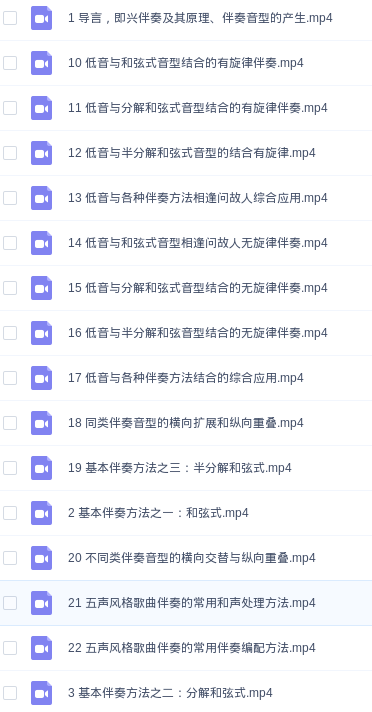 1 导言，即兴伴奏及其原理、伴奏音型的产生.mp4
10 低音与和弦式音型结合的有旋律伴奏.mp4
11 低音与分解和弦式音型结合的有旋律伴奏.mp4
12 低音与半分解和弦式音型的结合有旋律.mp4
13 低音与各种伴奏方法相逢问故人综合应用.mp4
14 低音与和弦式音型相逢问故人无旋律伴奏.mp4
15 低音与分解和弦式音型结合的无旋律伴奏.mp4
16 低音与半分解和弦音型结合的无旋律伴奏.mp4
17 低音与各种伴奏方法结合的综合应用.mp4
18 同类伴奏音型的横向扩展和纵向重叠.mp4
19 基本伴奏方法之三：半分解和弦式.mp4
2 基本伴奏方法之一：和弦式.mp4
20 不同类伴奏音型的横向交替与纵向重叠.mp4
21 五声风格歌曲伴奏的常用和声处理方法.mp4
22 五声风格歌曲伴奏的常用伴奏编配方法.mp4
3 基本伴奏方法之二：分解和弦式.mp4